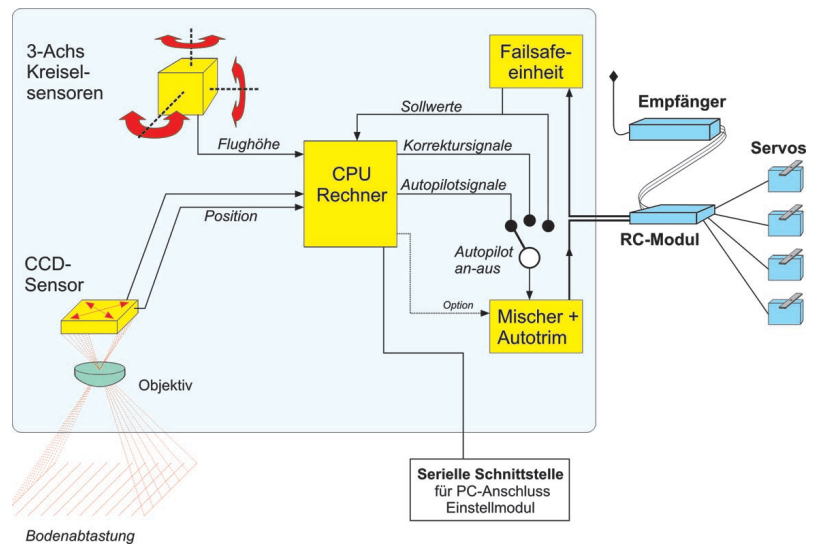 3-Achs
Kreisel-
sensoren
Failsafe-
einheit
Empfänger
Servos
Sollwerte
Flughöhe
Korrektursignale
CPU
Rechner
Autopilotsignale
Position
RC-Modul
CCD-
Sensor
Autopilot
an-aus
Option
Mischer +
Autotrim
Objektiv
Serielle Schnittstelle
für PC-Anschluss
Einstellmodul
Bodenabtastung